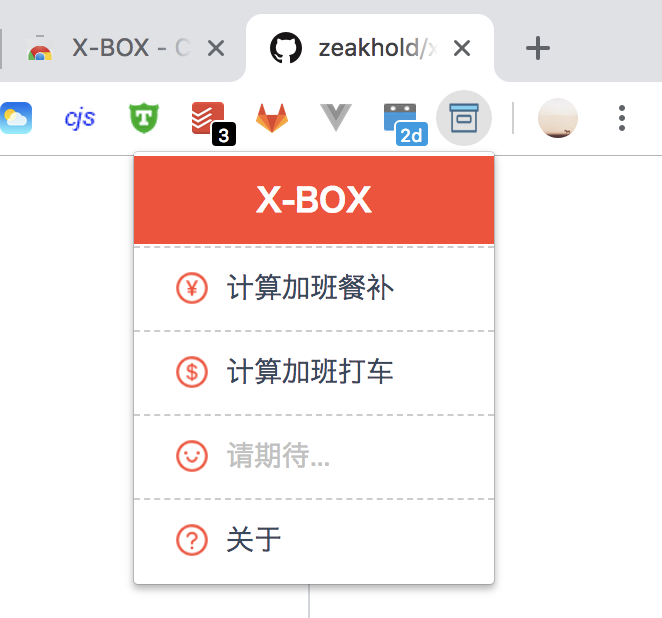 X-BOX - C
zeakhold/x
cjs
T
3
2d
X-BOX
¥ 计算加班餐补
$ 计算加班打车
请期待...
? 关于